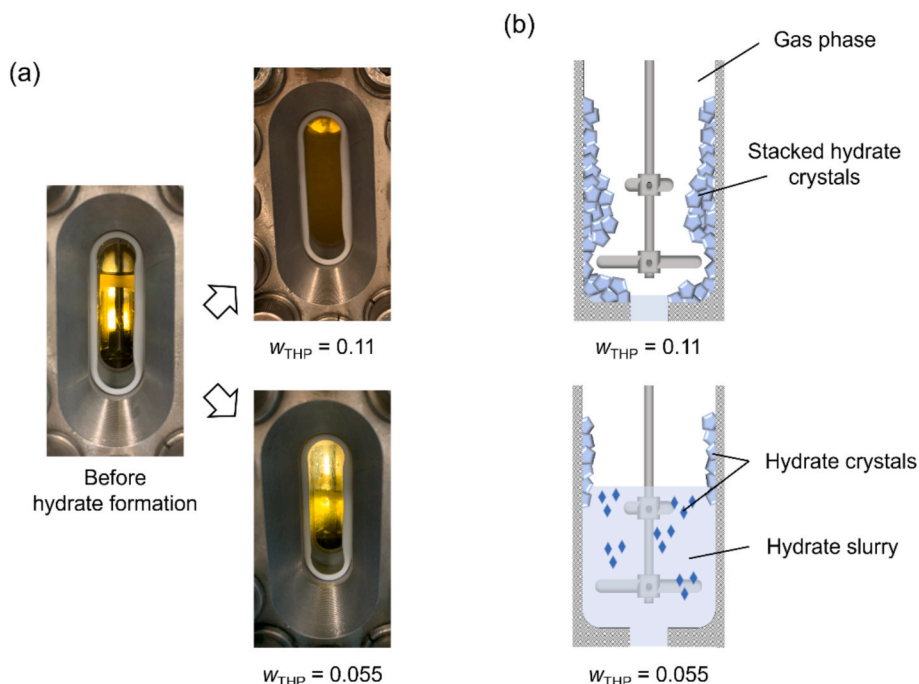 (a)
Before
hydrate formation
wTHP = 0.11
wTHP = 0.055
(b)
Gas phase
Stacked hydrate
crystals
wTHP = 0.11
Hydrate crystals
Hydrate slurry
wTHP = 0.055